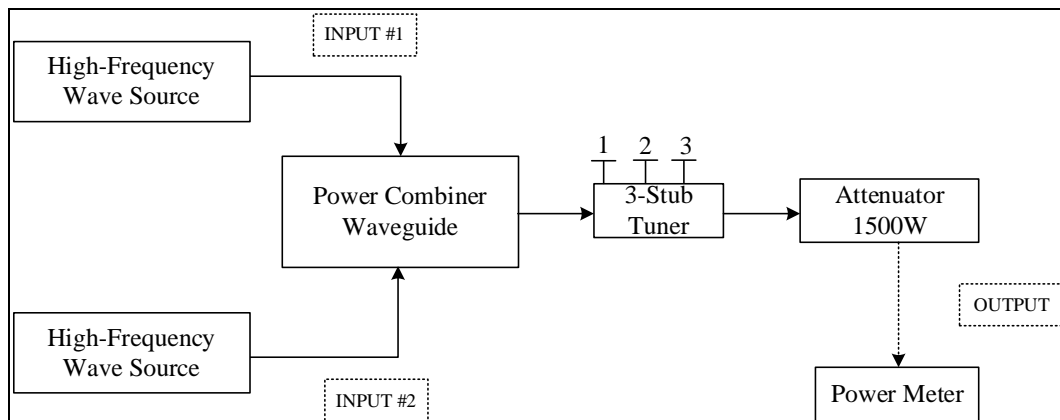 INPUT #1
High-Frequency
Wave Source
1 2 3
Power Combiner
Waveguide
3-Stub
Tuner
Attenuator
1500W
OUTPUT
High-Frequency
Wave Source
INPUT #2
Power Meter